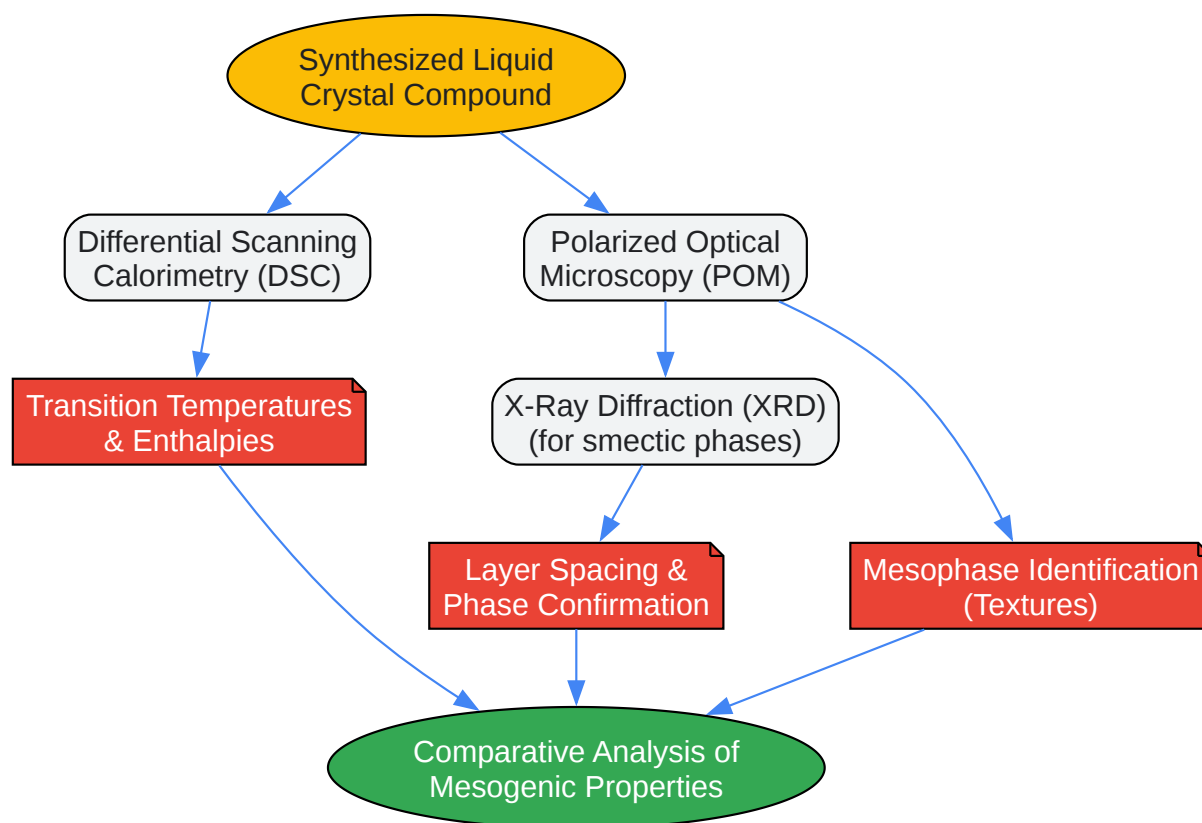 Synthesized Liquid
Crystal Compound
Differential Scanning
Calorimetry (DSC)
Polarized Optical
Microscopy (POM)
Transition Temperatures
& Enthalpies
X-Ray Diffraction (XRD)
(for smectic phases)
Layer Spacing &
Phase Confirmation
Mesophase Identification
(Textures)
Comparative Analysis of
Mesogenic Properties